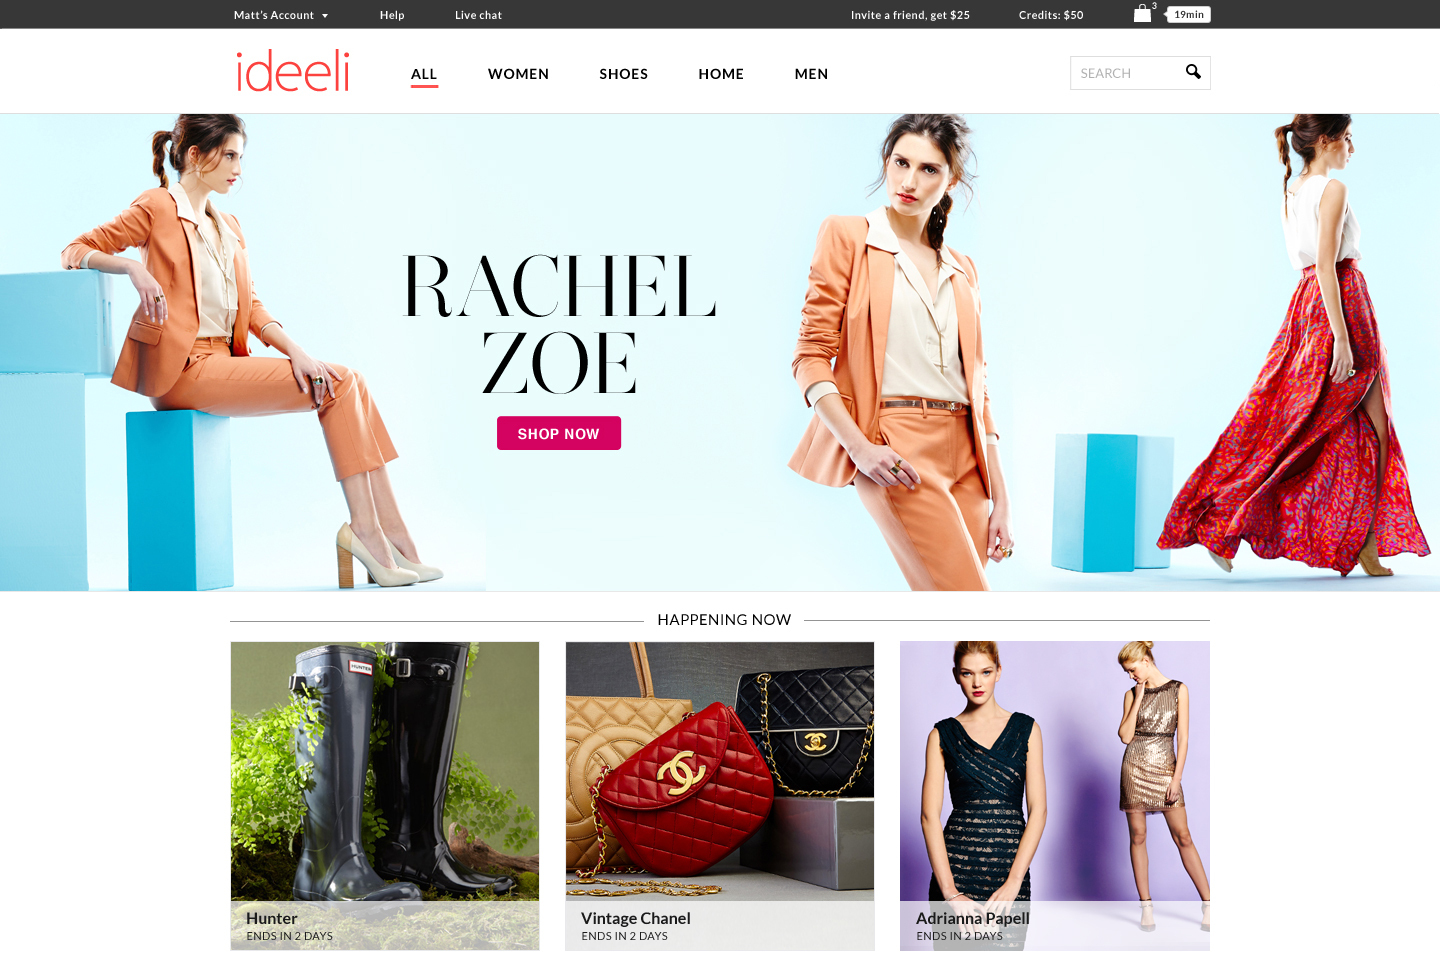 Matt's Account
Help
Live chat
Invite a friend, get $25
Credits: $50
3
19min
ideeli
ALL
WOMEN
SHOES
HOME
MEN
SEARCH
RACHEL
ZOE
SHOP NOW
HAPPENING NOW
HUNTER
Hunter
ENDS IN 2 DAYS
Vintage Chanel
ENDS IN 2 DAYS
Adrianna Papell
ENDS IN 2 DAYS